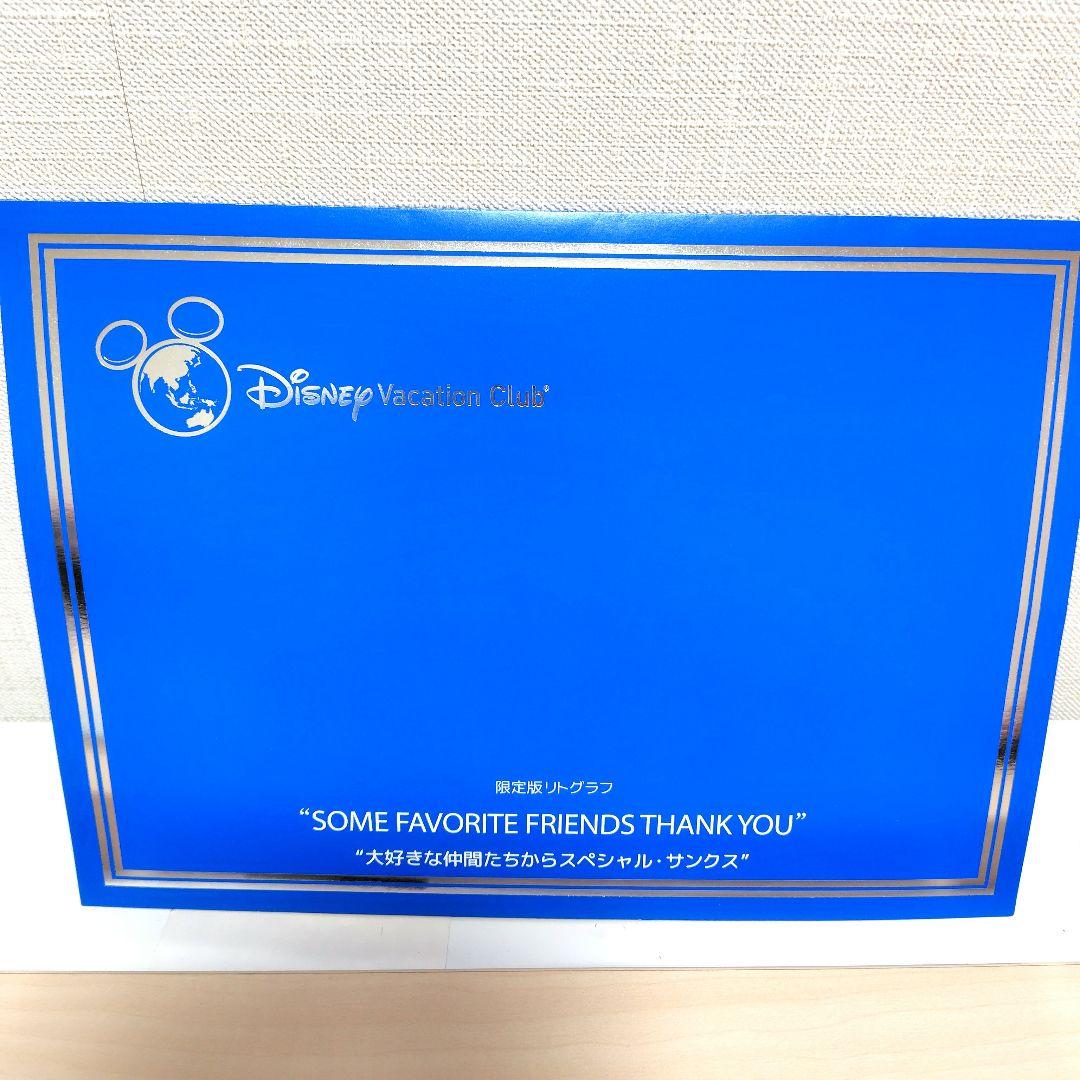 Disney Vacation Club®
限定版リトグラフ
“SOME FAVORITE FRIENDS THANK YOU”
“大好きな仲間たちからスペシャル・サンクス”